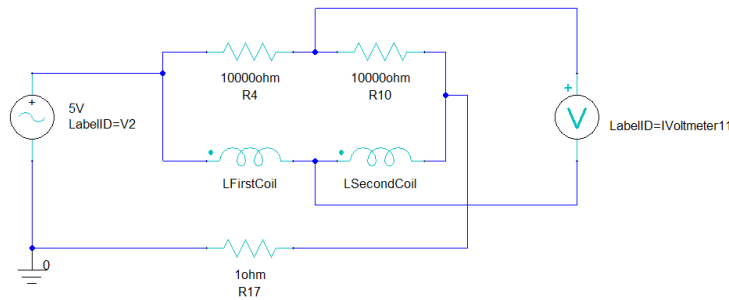 10000ohm
R4
10000ohm
R10
+
5V
LabelID=V2
+
V
LabelID=IVoltmeter11
LFirstCoil
LSecondCoil
0
1ohm
R17